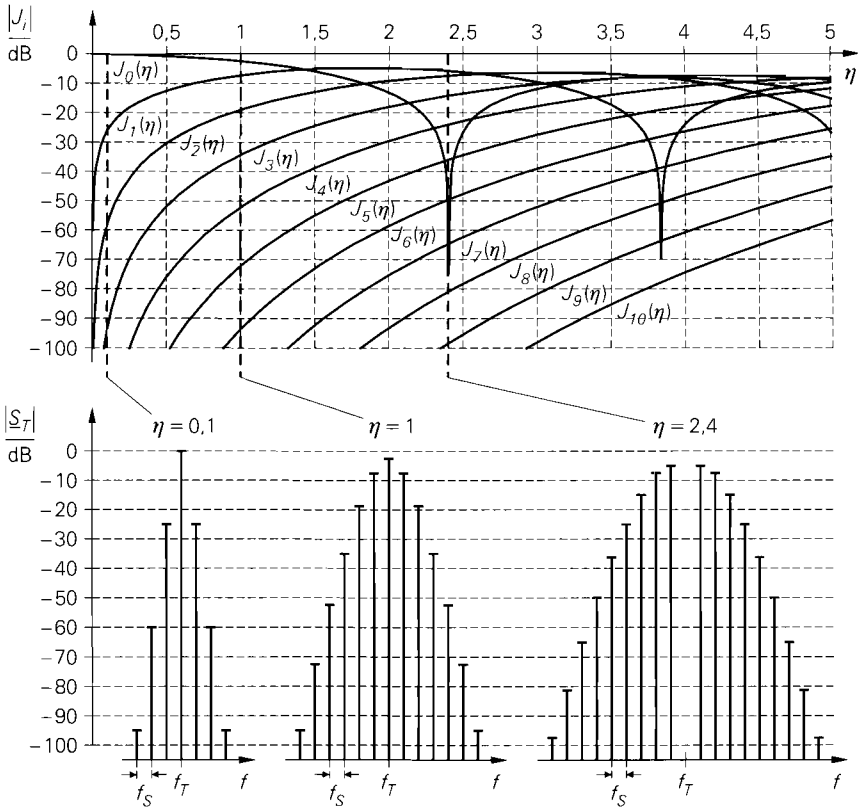 |J_i|
dB
0,5 1 1,5 2 2,4 3 3,5 4 4,5 5
η
0
-10
-20
-30
-40
-50
-60
-70
-80
-90
-100
J_0(η)
J_1(η)
J_2(η)
J_3(η)
J_4(η)
J_5(η)
J_6(η)
J_7(η)
J_8(η)
J_9(η)
J_10(η)
|S_T|
dB
η = 0,1 η = 1 η = 2,4
0
-10
-20
-30
-40
-50
-60
-70
-80
-90
-100
f_S f_T f f_S f_T f f_S f_T f